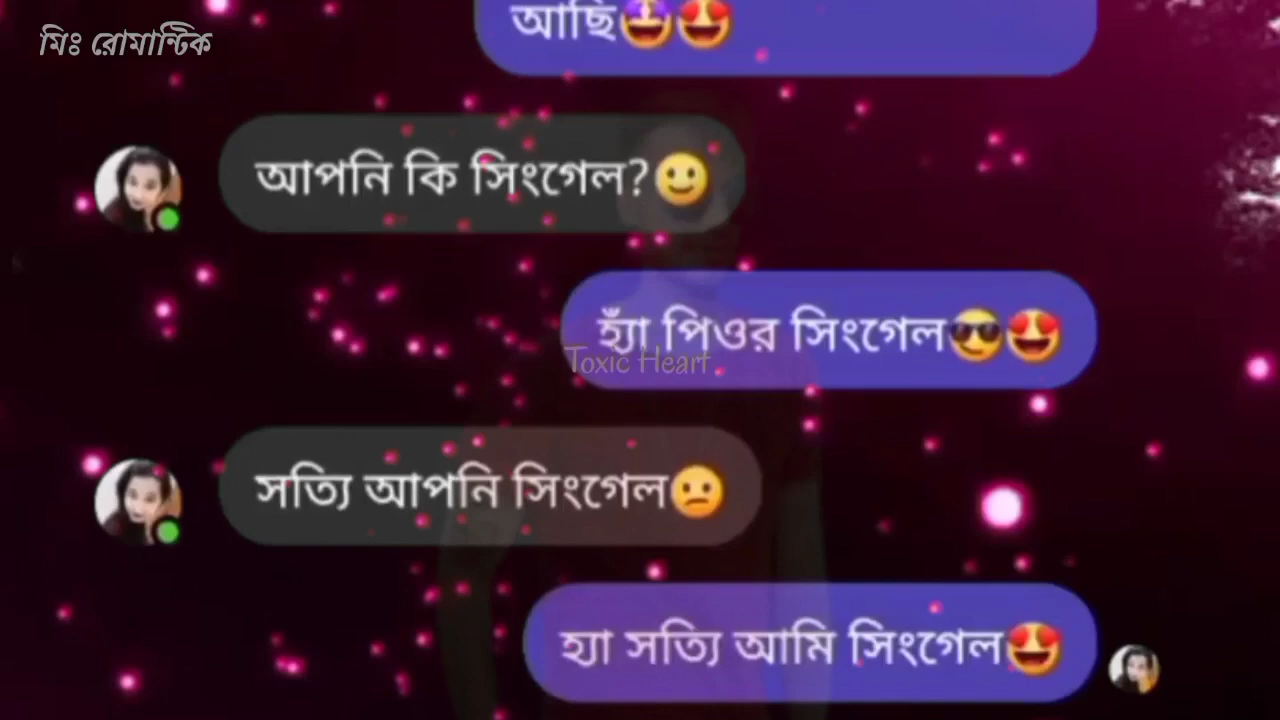 মিঃ রোমান্টিক
আছি🤩😍
আপনি কি সিংগেল?🙂
হ্যাঁ পিওর সিংগেল😎😍
Toxic Heart
সত্যি আপনি সিংগেল😕
হ্যা সত্যি আমি সিংগেল😍